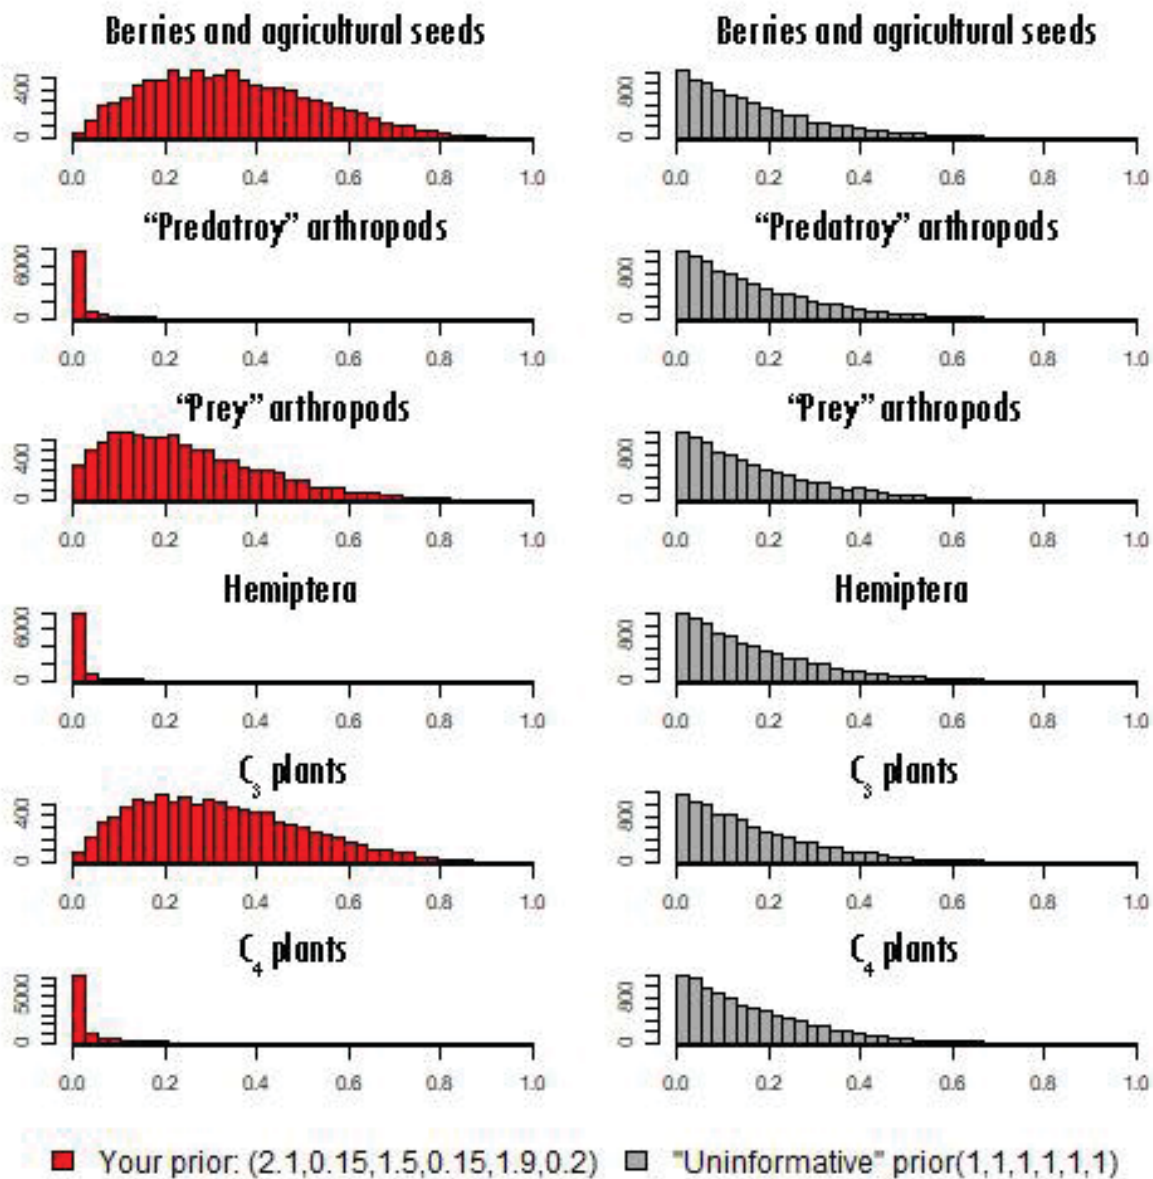 Berries and agricultural seeds Berries and agricultural seeds
400 0 800 0
0.0 0.2 0.4 0.6 0.8 1.0 0.0 0.2 0.4 0.6 0.8 1.0
“Predatroy” arthropods “Predatroy” arthropods
6000 0 800 0
0.0 0.2 0.4 0.6 0.8 1.0 0.0 0.2 0.4 0.6 0.8 1.0
“Prey” arthropods “Prey” arthropods
400 0 800 0
0.0 0.2 0.4 0.6 0.8 1.0 0.0 0.2 0.4 0.6 0.8 1.0
Hemiptera Hemiptera
6000 0 800 0
0.0 0.2 0.4 0.6 0.8 1.0 0.0 0.2 0.4 0.6 0.8 1.0
C₃ plants C₃ plants
400 0 800 0
0.0 0.2 0.4 0.6 0.8 1.0 0.0 0.2 0.4 0.6 0.8 1.0
C₄ plants C₄ plants
5000 0 800 0
0.0 0.2 0.4 0.6 0.8 1.0 0.0 0.2 0.4 0.6 0.8 1.0
Your prior: (2.1,0.15,1.5,0.15,1.9,0.2) "Uninformative" prior(1,1,1,1,1,1)